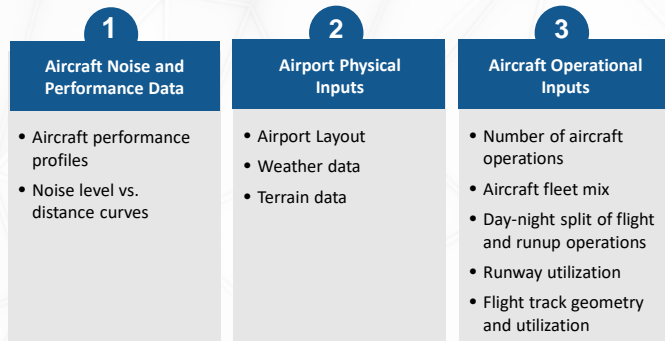 1
Aircraft Noise and
Performance Data
• Aircraft performance
profiles
• Noise level vs.
distance curves
2
Airport Physical
Inputs
• Airport Layout
• Weather data
• Terrain data
3
Aircraft Operational
Inputs
• Number of aircraft
operations
• Aircraft fleet mix
• Day-night split of flight
and runup operations
• Runway utilization
• Flight track geometry
and utilization